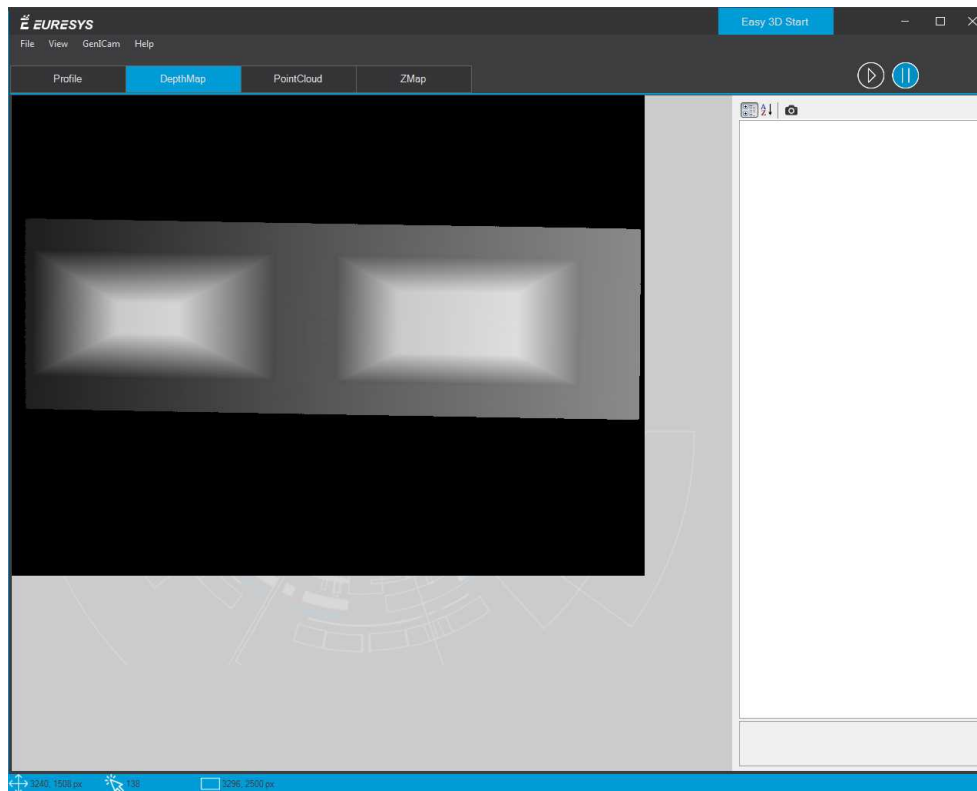 EURESYS
Easy 3D Start
File View GenICam Help
Profile DepthMap PointCloud ZMap
3240, 1508 px 138 3296, 2500 px